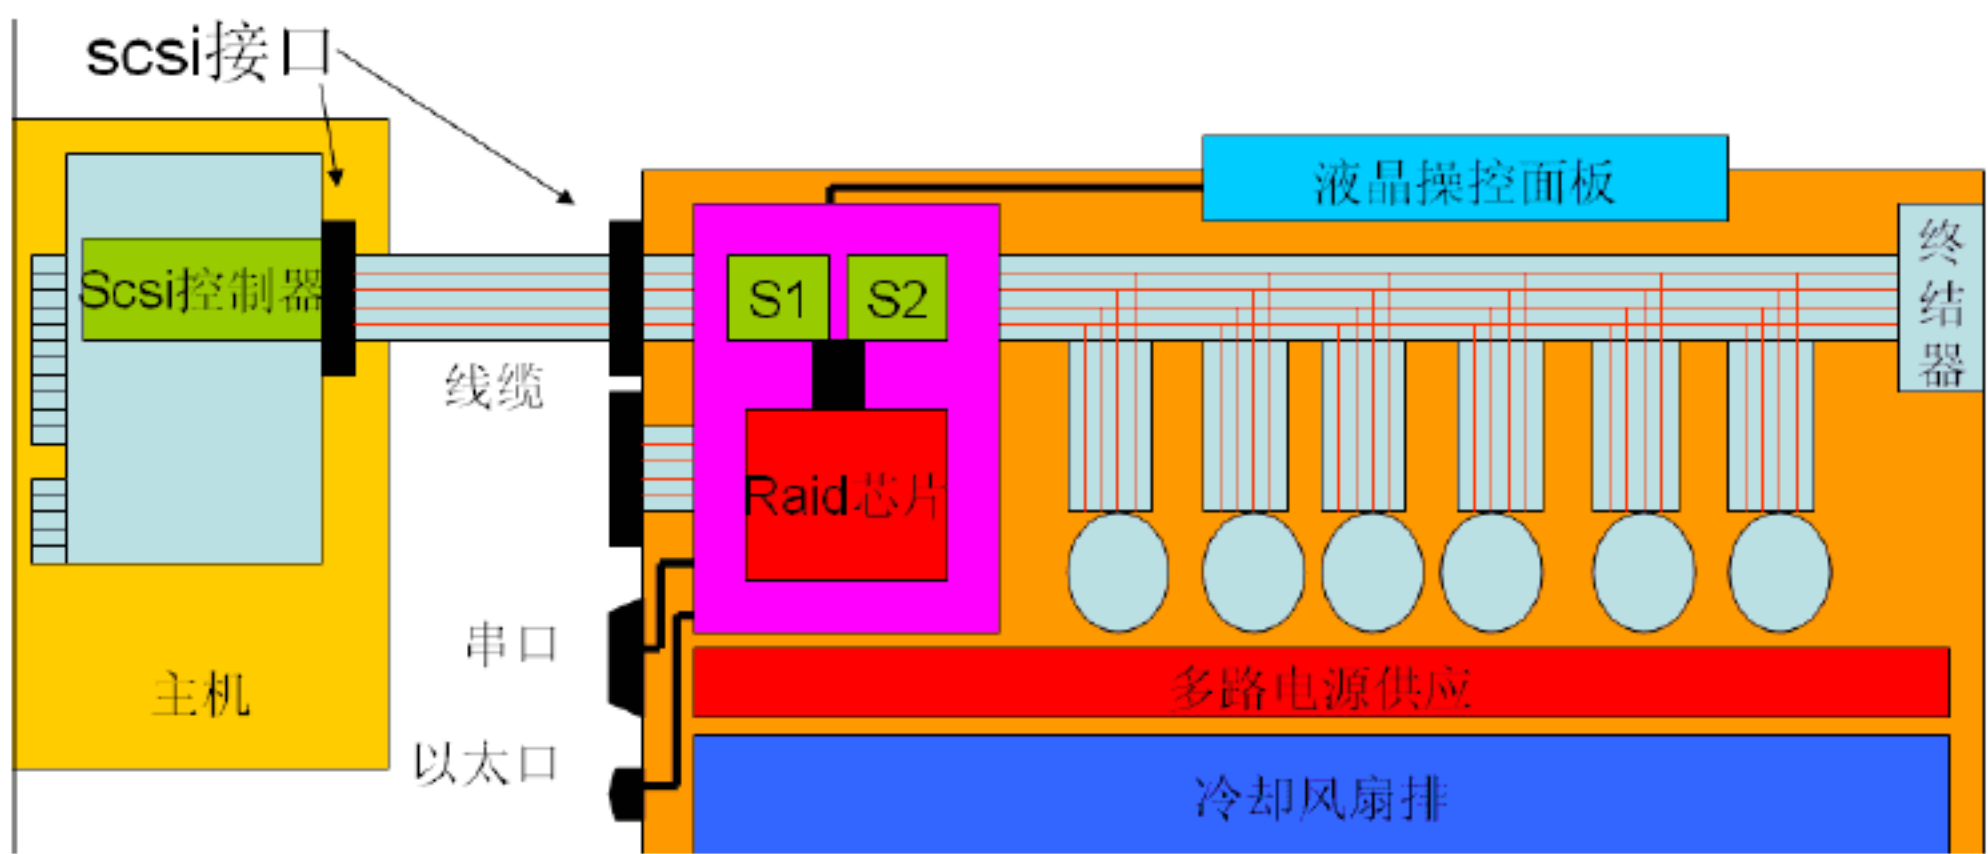 scsi接口
液晶操控面板
终结器
Scsi控制器
S1
S2
线缆
Raid芯片
串口
主机
多路电源供应
以太口
冷却风扇排